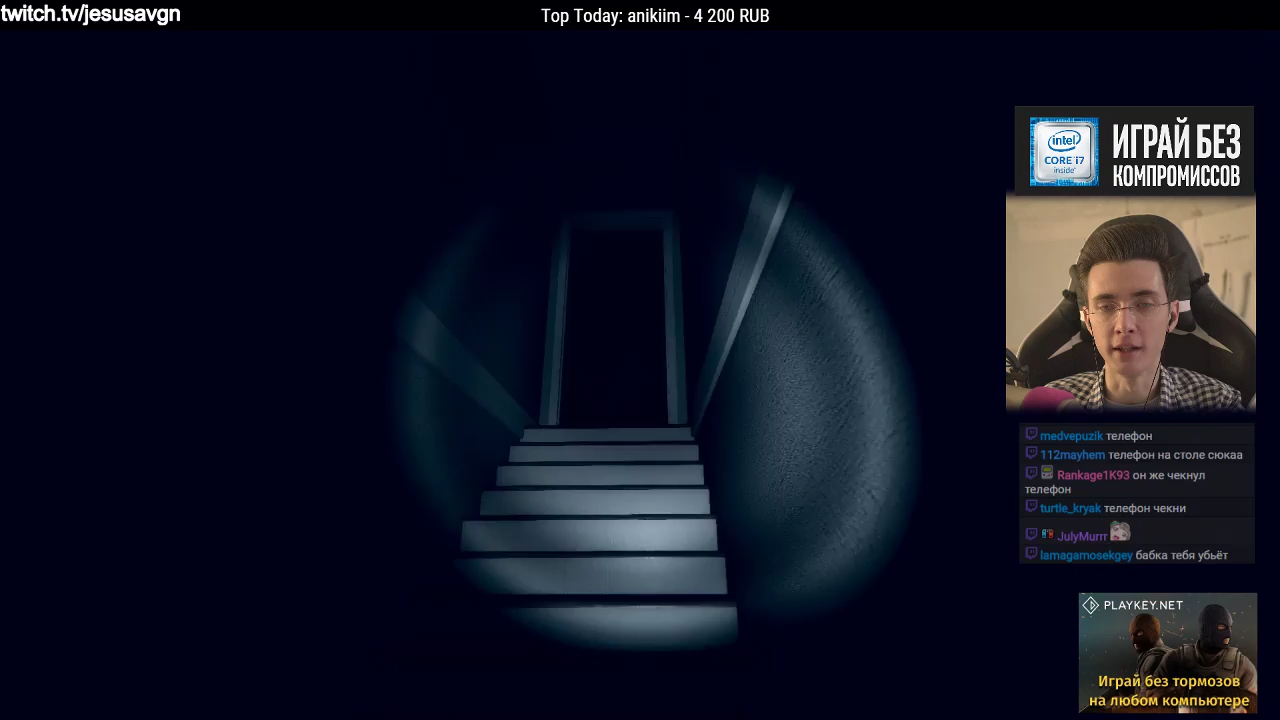 twitch.tv/jesusavgn
Top Today: anikiim - 4 200 RUB
intel
CORE i7
inside
ИГРАЙ БЕЗ
КОМПРОМИССОВ
medvepuzik телефон
112mayhem телефон на столе сюкаа
Rankage1K93 он же чекнул
телефон
turtle_kryak телефон чекни
JulyMurrr
lamagamosekgey бабка тебя убьёт
PLAYKEY.NET
Играй без тормозов
на любом компьютере